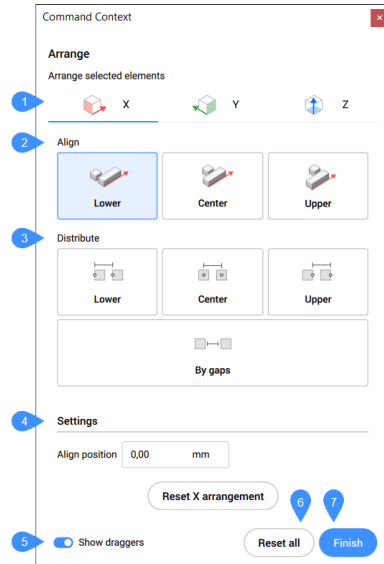 Command Context
Arrange
Arrange selected elements
1 X Y Z
2 Align
Lower Center Upper
3 Distribute
Lower Center Upper
By gaps
4 Settings
Align position 0,00 mm
Reset X arrangement
6 7
5 Show draggers Reset all Finish